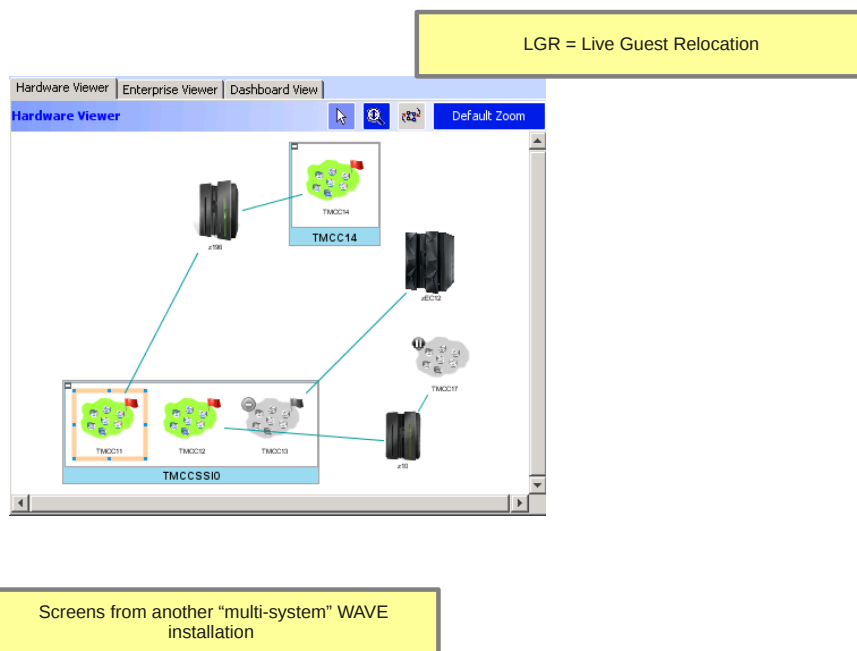 LGR = Live Guest Relocation
Hardware Viewer Enterprise Viewer Dashboard View
Hardware Viewer Default Zoom
TMCC14
z196
TMCC14
zEC12
TMCC17
TMCC11 TMCC12 TMCC13
z10
TMCCSSI0
Screens from another “multi-system” WAVE
installation